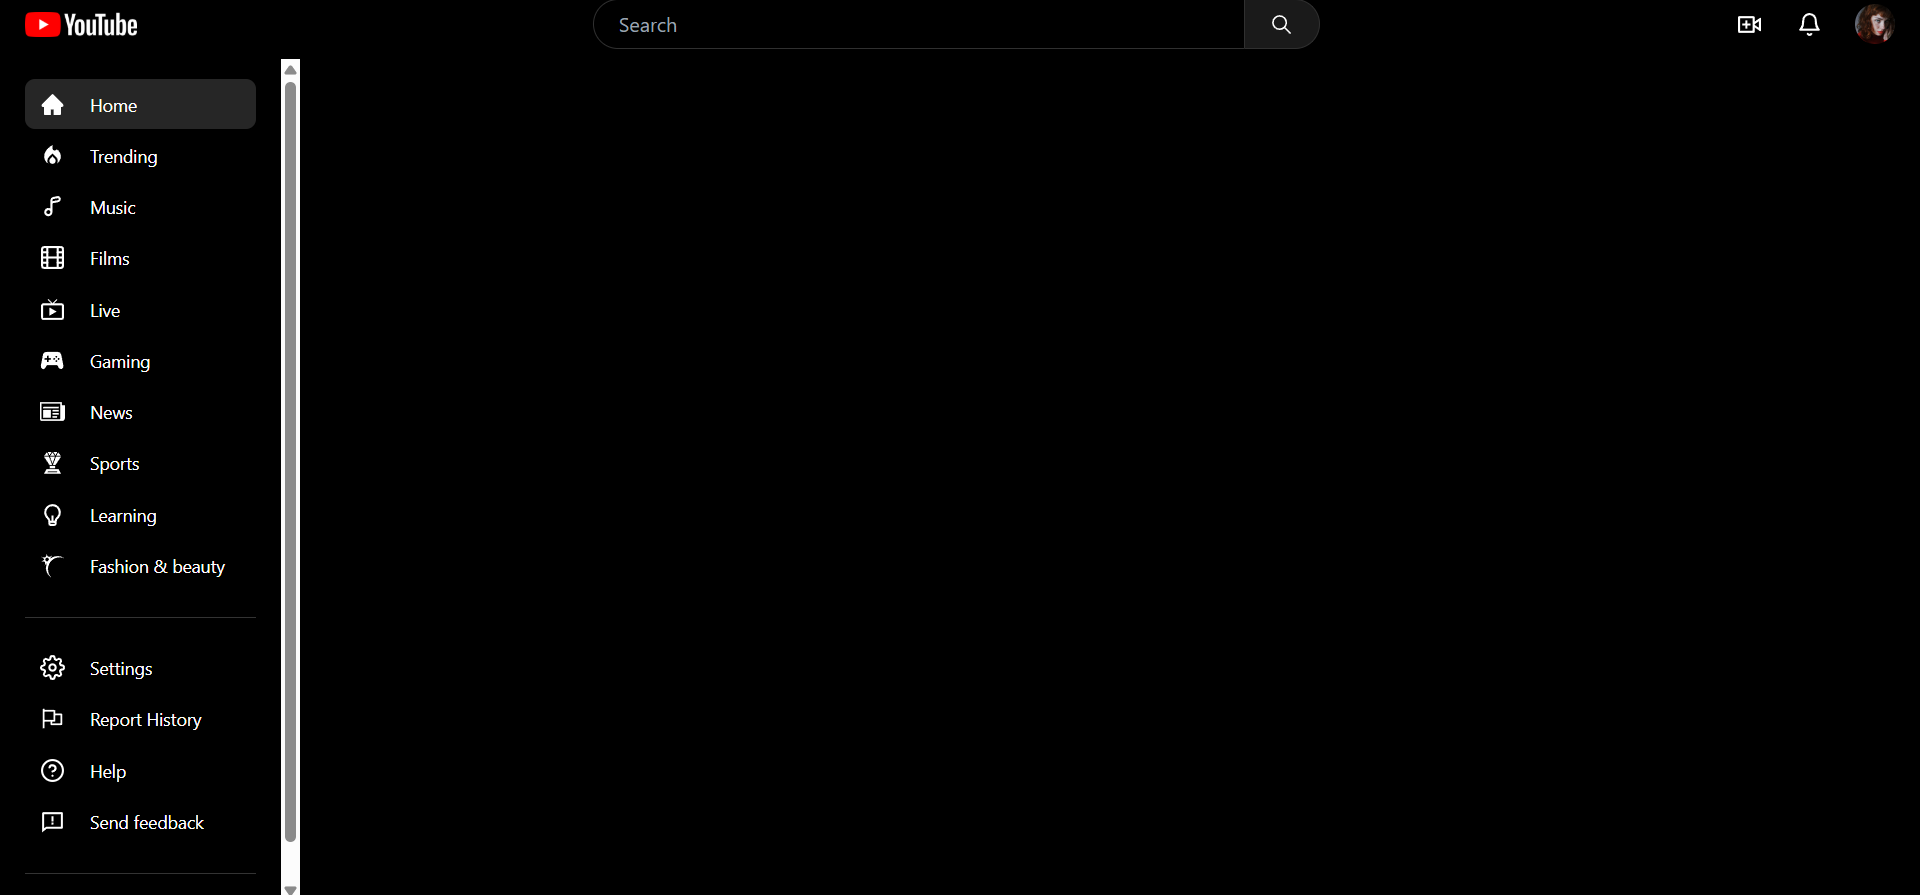 YouTube
Search
Home
Trending
Music
Films
Live
Gaming
News
Sports
Learning
Fashion & beauty
Settings
Report History
Help
Send feedback